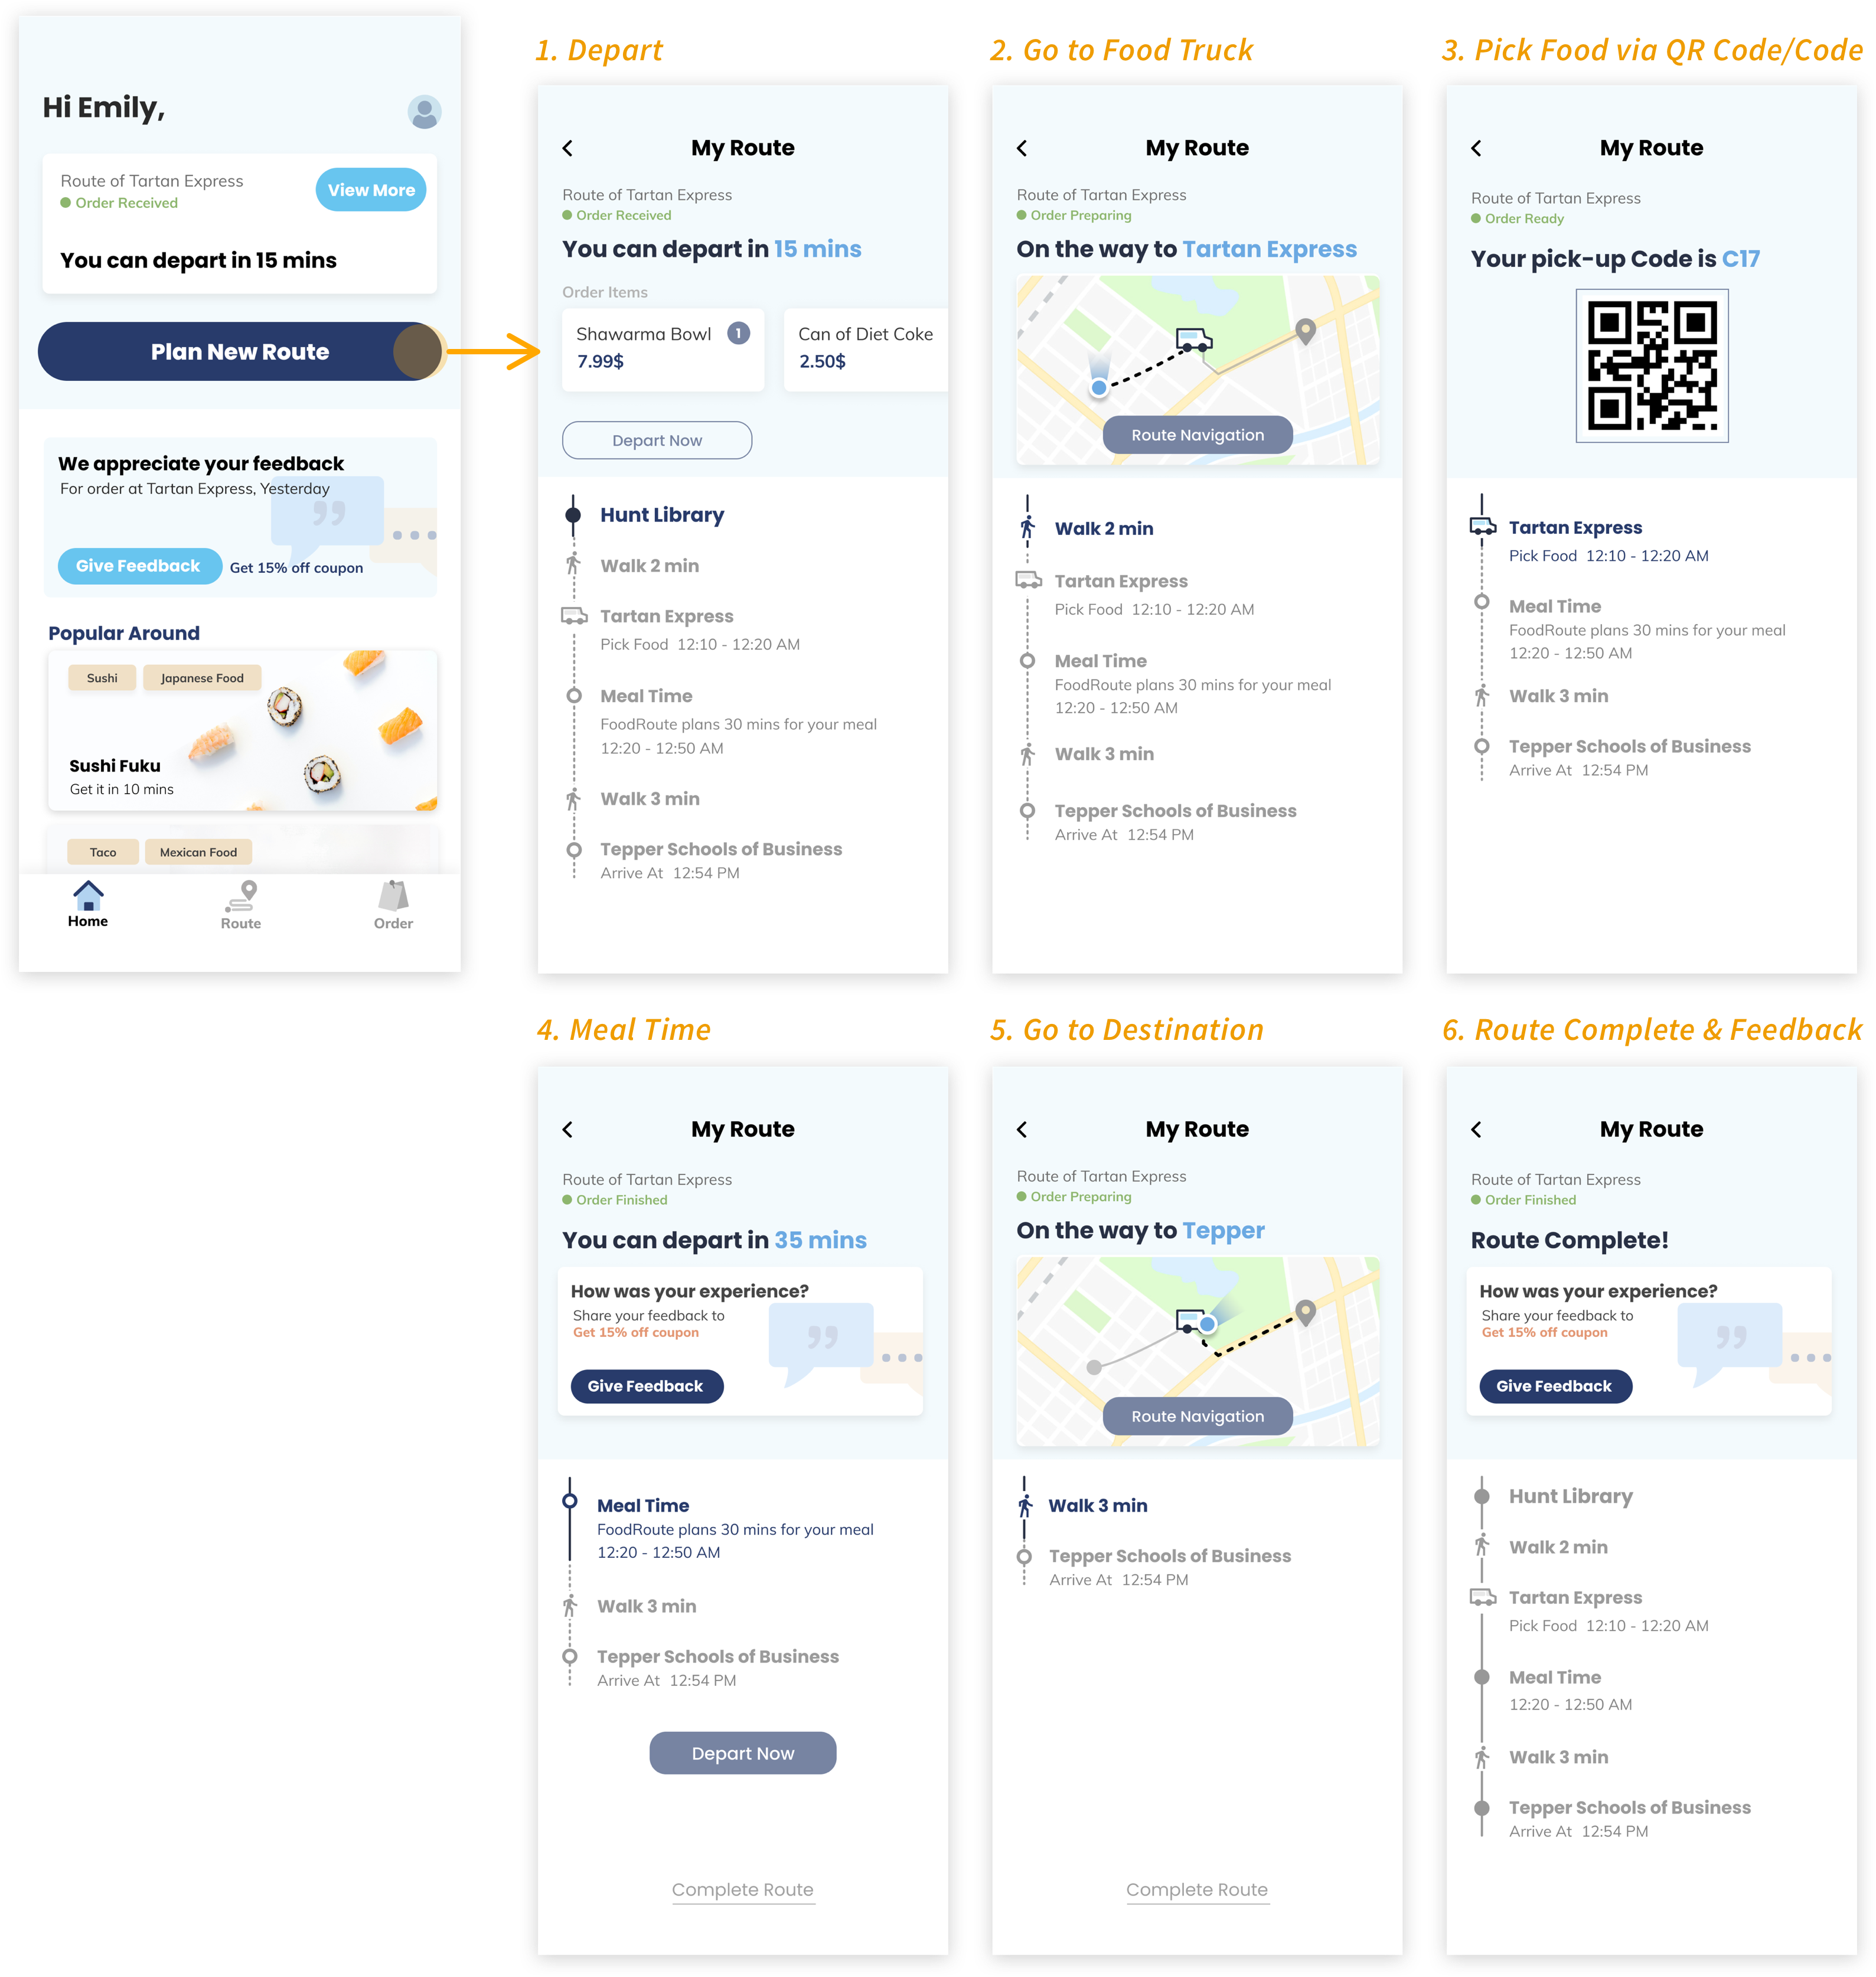 Hi Emily,
Route of Tartan Express
Order Received
View More
You can depart in 15 mins
Plan New Route
We appreciate your feedback
For order at Tartan Express, Yesterday
Give Feedback
Get 15% off coupon
Popular Around
Sushi
Japanese Food
Sushi Fuku
Get it in 10 mins
Taco
Mexican Food
Home
Route
Order
1. Depart
My Route
Route of Tartan Express
Order Received
You can depart in 15 mins
Order Items
Shawarma Bowl 1
7.99$
Can of Diet Coke
2.50$
Depart Now
Hunt Library
Walk 2 min
Tartan Express
Pick Food 12:10 - 12:20 AM
Meal Time
FoodRoute plans 30 mins for your meal
12:20 - 12:50 AM
Walk 3 min
Tepper Schools of Business
Arrive At 12:54 PM
2. Go to Food Truck
My Route
Route of Tartan Express
Order Preparing
On the way to Tartan Express
Route Navigation
Walk 2 min
Tartan Express
Pick Food 12:10 - 12:20 AM
Meal Time
FoodRoute plans 30 mins for your meal
12:20 - 12:50 AM
Walk 3 min
Tepper Schools of Business
Arrive At 12:54 PM
3. Pick Food via QR Code/Code
My Route
Route of Tartan Express
Order Ready
Your pick-up Code is C17
Tartan Express
Pick Food 12:10 - 12:20 AM
Meal Time
FoodRoute plans 30 mins for your meal
12:20 - 12:50 AM
Walk 3 min
Tepper Schools of Business
Arrive At 12:54 PM
4. Meal Time
My Route
Route of Tartan Express
Order Finished
You can depart in 35 mins
How was your experience?
Share your feedback to
Get 15% off coupon
Give Feedback
Meal Time
FoodRoute plans 30 mins for your meal
12:20 - 12:50 AM
Walk 3 min
Tepper Schools of Business
Arrive At 12:54 PM
Depart Now
Complete Route
5. Go to Destination
My Route
Route of Tartan Express
Order Preparing
On the way to Tepper
Route Navigation
Walk 3 min
Tepper Schools of Business
Arrive At 12:54 PM
Complete Route
6. Route Complete & Feedback
My Route
Route of Tartan Express
Order Finished
Route Complete!
How was your experience?
Share your feedback to
Get 15% off coupon
Give Feedback
Hunt Library
Walk 2 min
Tartan Express
Pick Food 12:10 - 12:20 AM
Meal Time
12:20 - 12:50 AM
Walk 3 min
Tepper Schools of Business
Arrive At 12:54 PM